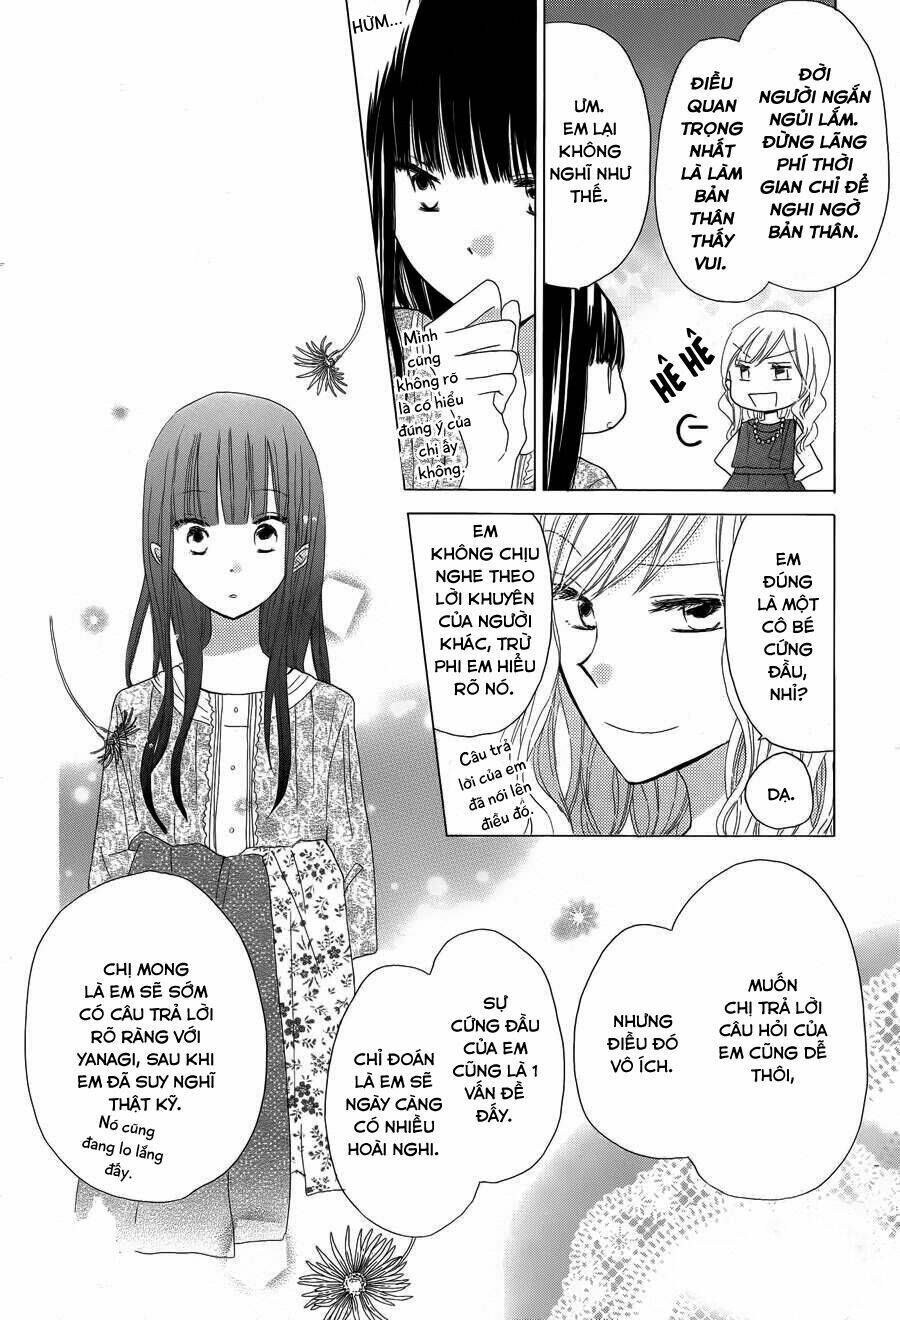 ĐỜI
NGƯỜI NGẮN
NGỦI LẮM.
ĐỪNG LÃNG
PHÍ THỜI
GIAN CHỈ ĐỂ
NGHI NGỜ
BẢN THÂN.
ĐIỀU
QUAN
TRỌNG
NHẤT
LÀ LÀM
BẢN
THÂN
THẤY
VUI.
HÊ HÊ
ƯM.
EM LẠI
KHÔNG
NGHĨ NHƯ
THẾ.
HỪM...
Mình
cũng
không rõ
là có hiểu
đúng ý của
chị ấy
không.
EM
ĐÚNG
LÀ MỘT
CÔ BÉ
CỨNG
ĐẦU,
NHỈ?
DẠ.
EM
KHÔNG CHỊU
NGHE THEO
LỜI KHUYÊN
CỦA NGƯỜI
KHÁC, TRỪ
PHI EM HIỂU
RÕ NÓ.
Câu trả
lời của em
đã nói lên
điều đó.
MUỐN
CHỊ TRẢ LỜI
CÂU HỎI CỦA
EM CŨNG DỄ
THÔI,
NHƯNG
ĐIỀU ĐÓ
VÔ ÍCH.
SỰ
CỨNG ĐẦU
CỦA EM
CŨNG LÀ 1
VẤN ĐỀ
ĐẤY.
CHỈ ĐOÁN
LÀ EM SẼ
NGÀY CÀNG
CÓ NHIỀU
HOÀI NGHI.
CHỊ MONG
LÀ EM SẼ SỚM
CÓ CÂU TRẢ LỜI
RÕ RÀNG VỚI
YANAGI, SAU KHI
EM ĐÃ SUY NGHĨ
THẬT KỸ.
Nó cũng
đang lo lắng
đấy.